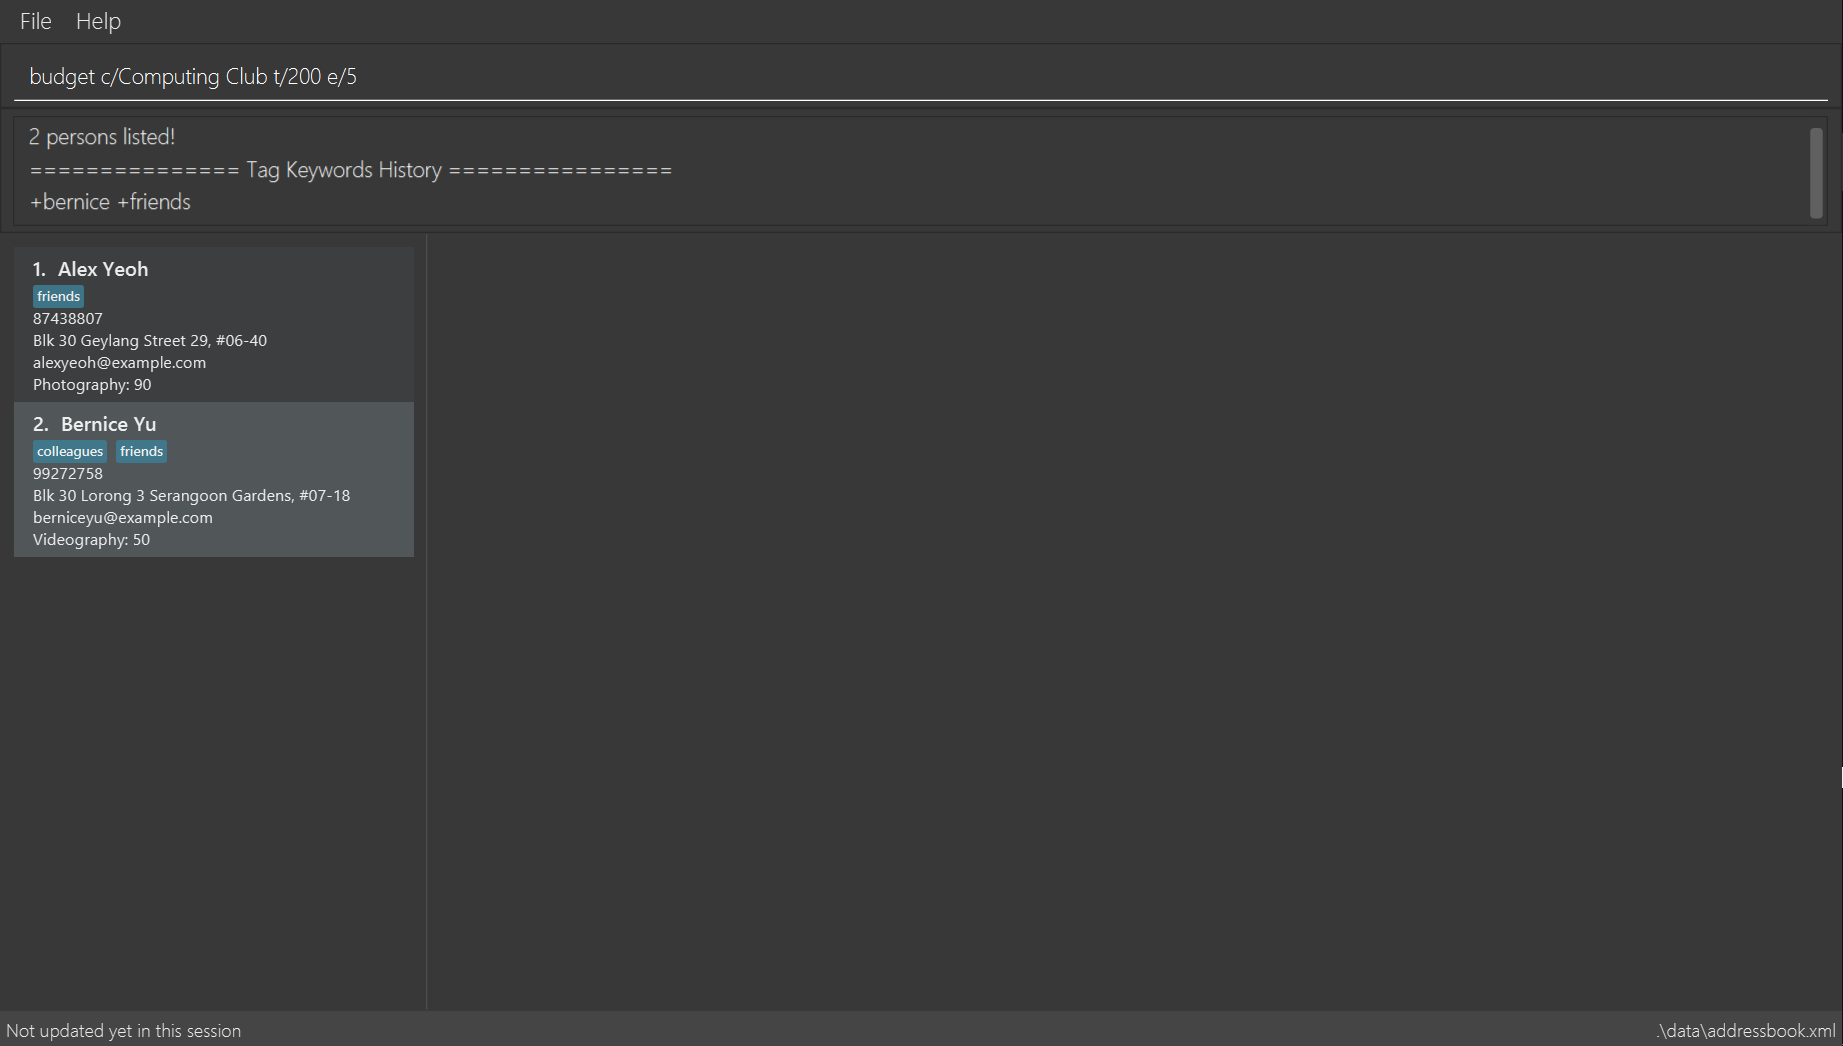 File Help
budget c/Computing Club t/200 e/5
2 persons listed!
=============== Tag Keywords History ================
+bernice +friends
1. Alex Yeoh
friends
87438807
Blk 30 Geylang Street 29, #06-40
alexyeoh@example.com
Photography: 90
2. Bernice Yu
colleagues friends
99272758
Blk 30 Lorong 3 Serangoon Gardens, #07-18
berniceyu@example.com
Videography: 50
Not updated yet in this session .\data\addressbook.xml